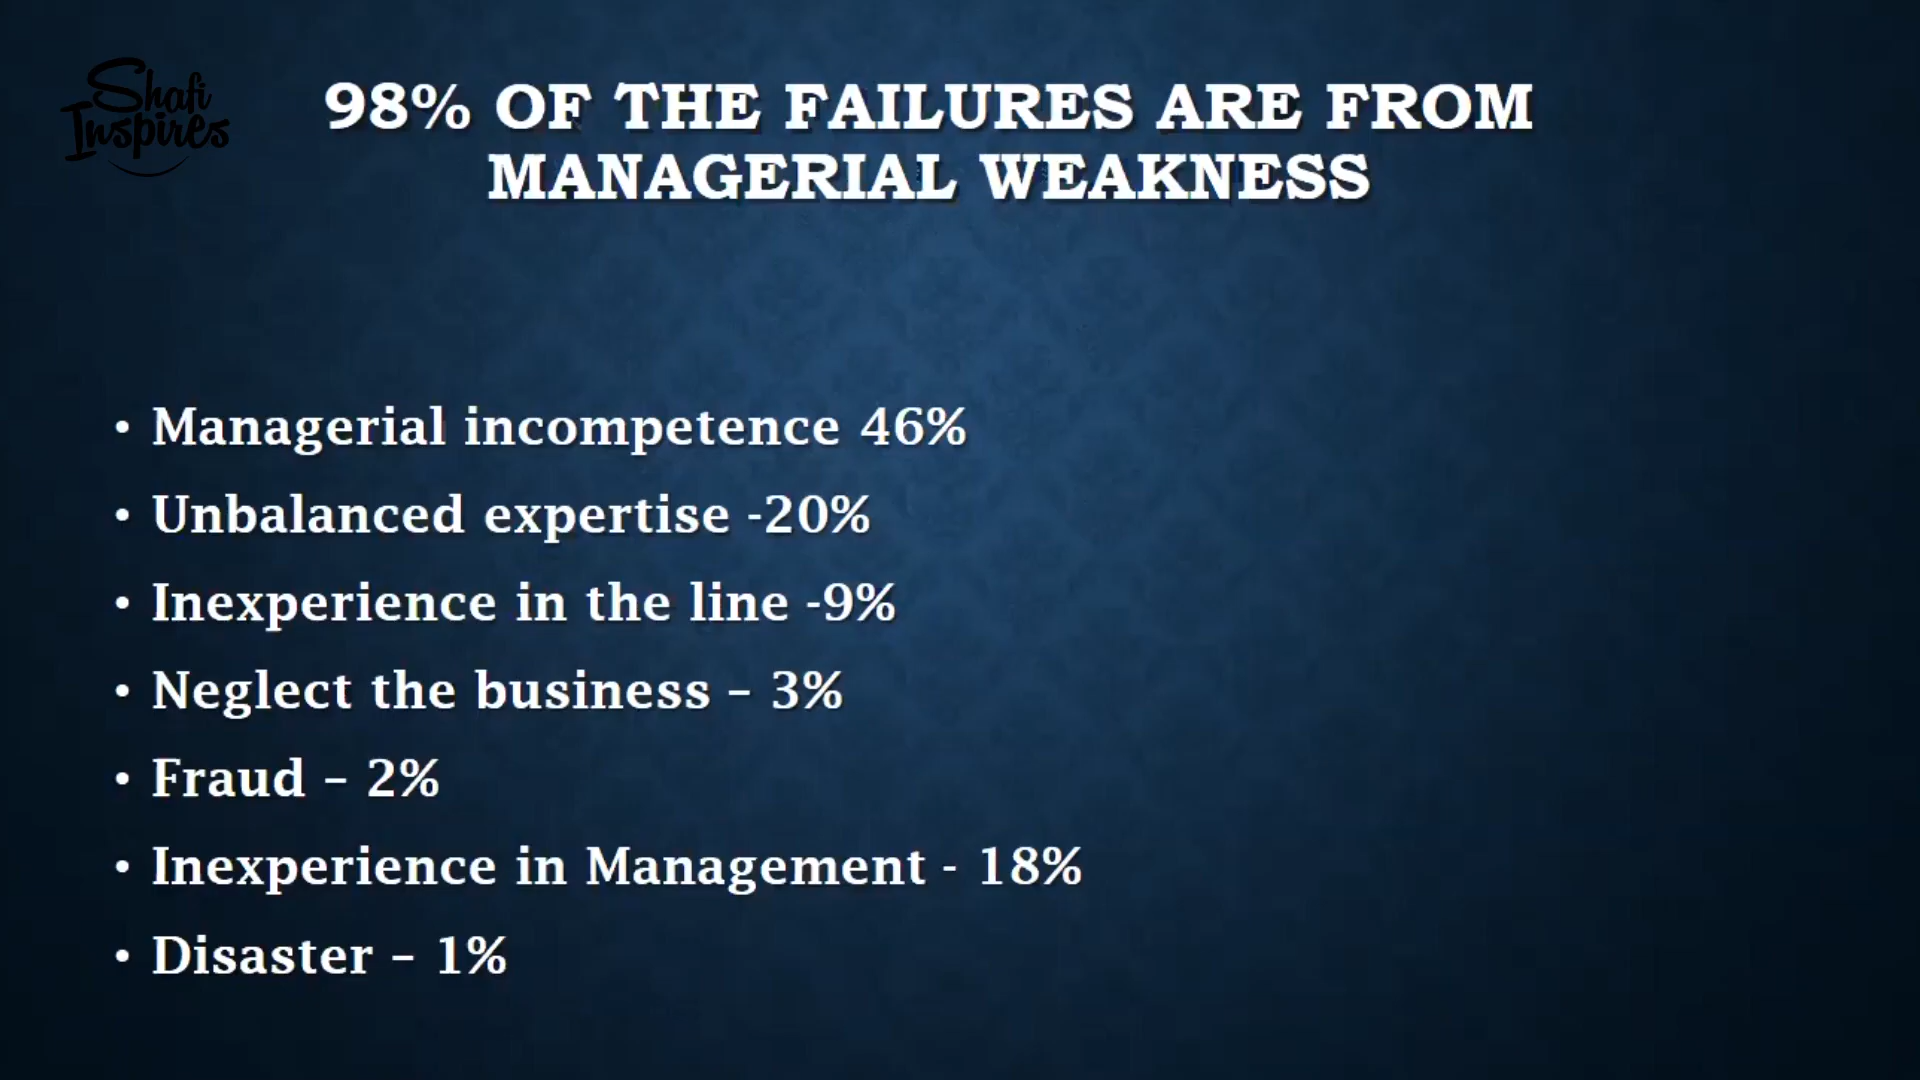 Shafi
Inspires
98% OF THE FAILURES ARE FROM
MANAGERIAL WEAKNESS
• Managerial incompetence 46%
• Unbalanced expertise -20%
• Inexperience in the line -9%
• Neglect the business – 3%
• Fraud – 2%
• Inexperience in Management - 18%
• Disaster – 1%